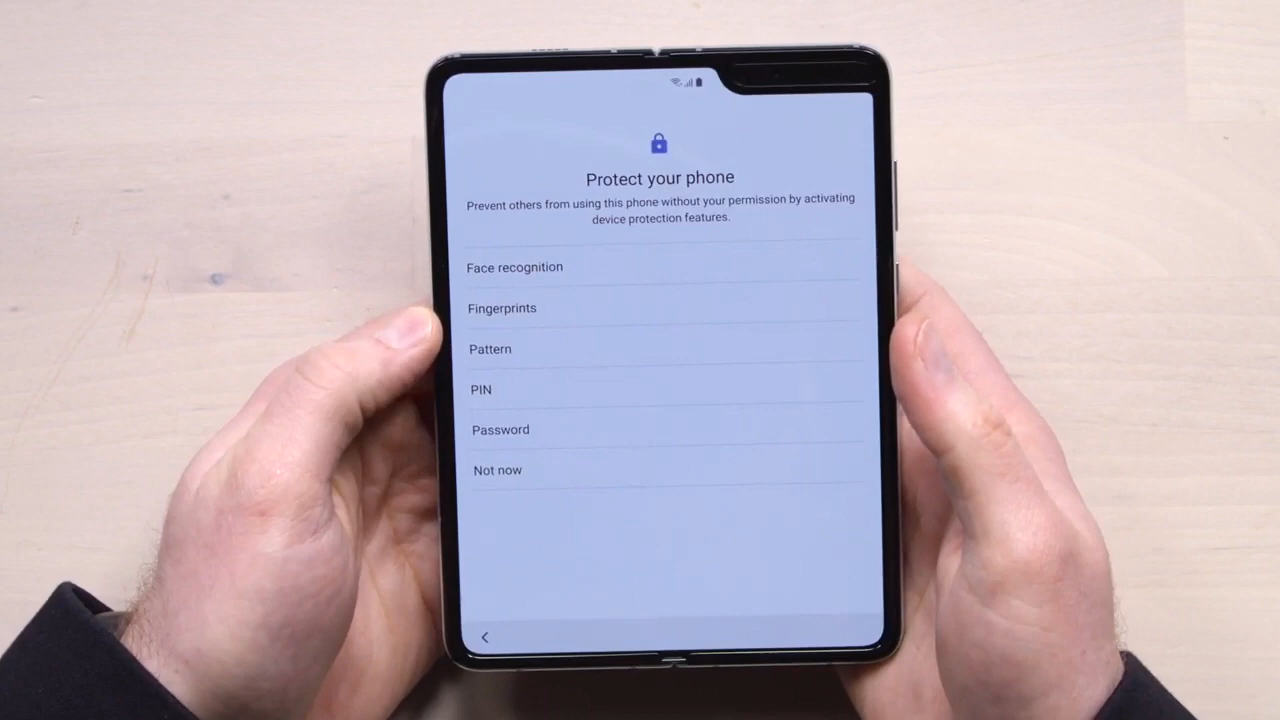 Protect your phone
Prevent others from using this phone without your permission by activating
device protection features.
Face recognition
Fingerprints
Pattern
PIN
Password
Not now